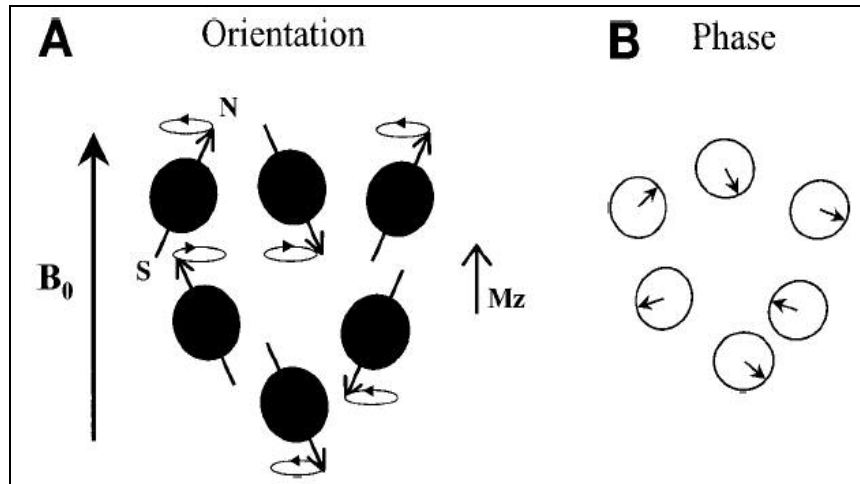 A Orientation
B Phase
N
S
B₀
Mz